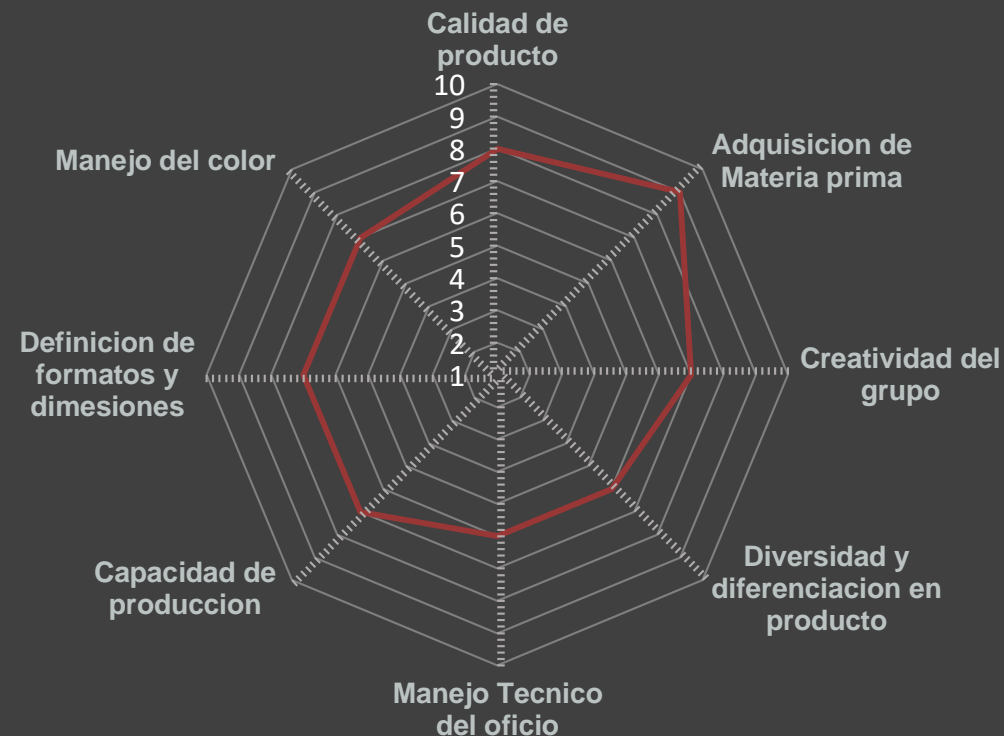 Calidad de
producto
10
9
8
7
6
5
4
3
2
1
Adquisicion de
Materia prima
Creatividad del
grupo
Diversidad y
diferenciacion en
producto
Manejo Tecnico
del oficio
Capacidad de
produccion
Definicion de
formatos y
dimesiones
Manejo del color